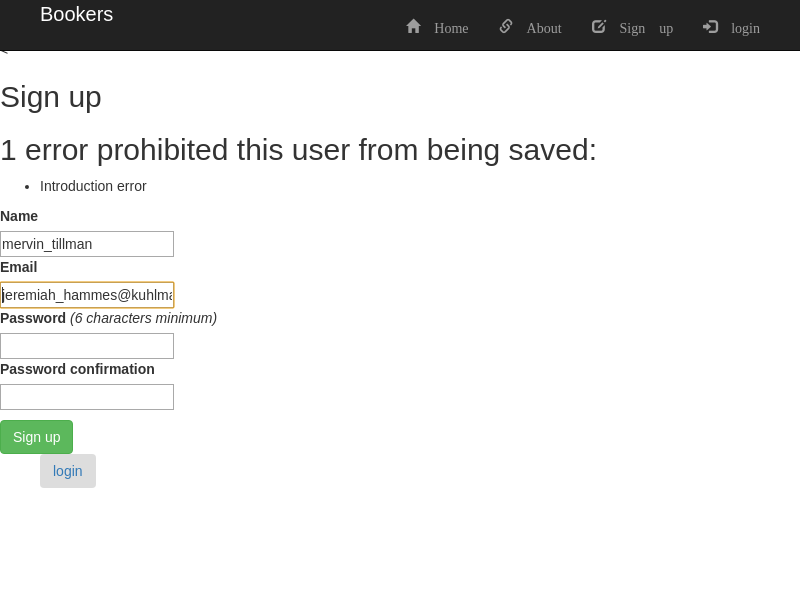 Bookers
Home About Sign up login
<
Sign up
1 error prohibited this user from being saved:
Introduction error
Name
mervin_tillman
Email
jeremiah_hammes@kuhlma
Password (6 characters minimum)
Password confirmation
Sign up
login